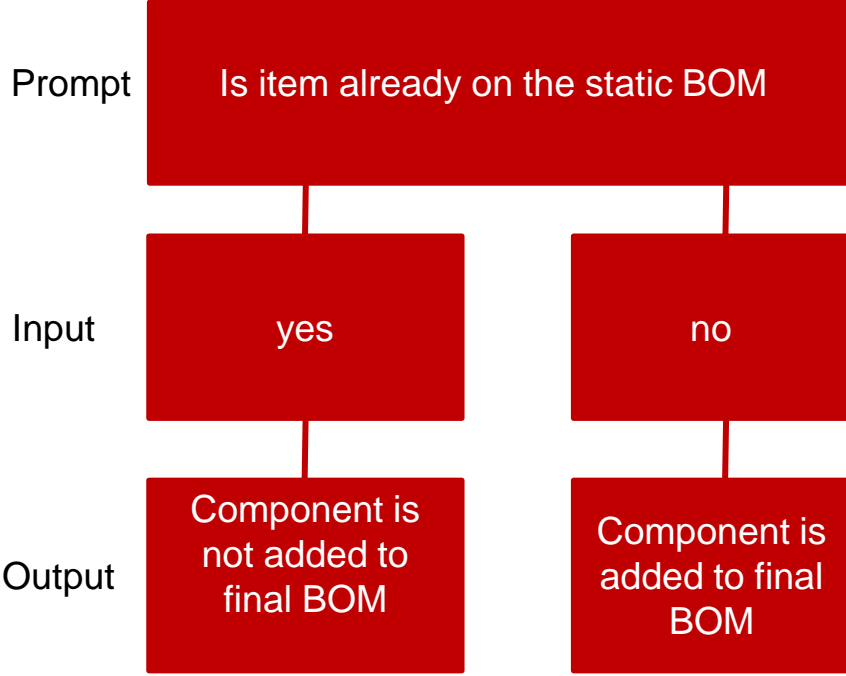 Prompt
Is item already on the static BOM
Input
yes
no
Output
Component is
not added to
final BOM
Component is
added to final
BOM